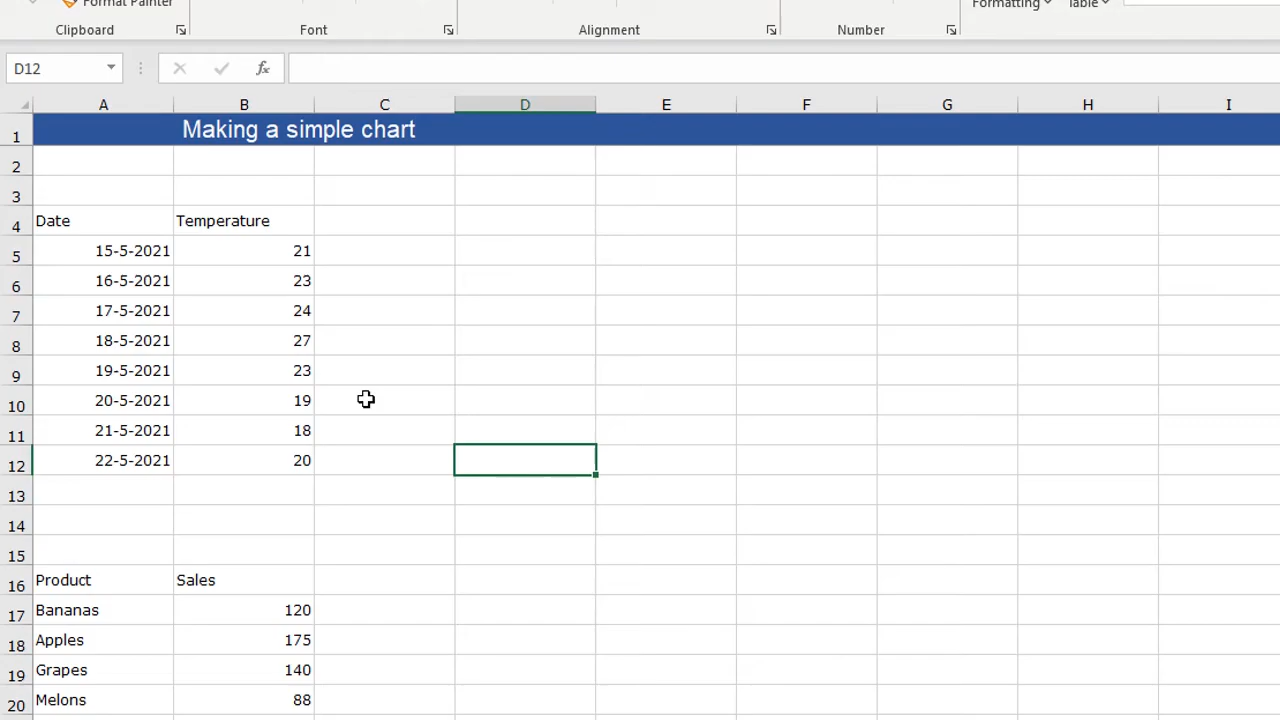 Format Painter
Formatting Table
Clipboard Font Alignment Number
D12 fx
A B C D E F G H I
1 Making a simple chart
2
3
4 Date Temperature
5 15-5-2021 21
6 16-5-2021 23
7 17-5-2021 24
8 18-5-2021 27
9 19-5-2021 23
10 20-5-2021 19
11 21-5-2021 18
12 22-5-2021 20
13
14
15
16 Product Sales
17 Bananas 120
18 Apples 175
19 Grapes 140
20 Melons 88